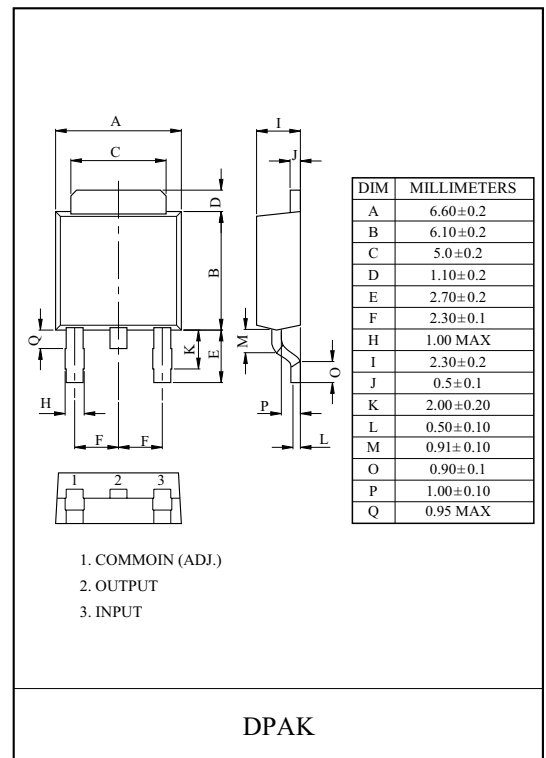 A
C
D
B
Q
K
E
H
F F
1 2 3
I
J
M
O
P
L
DIM MILLIMETERS
A 6.60±0.2
B 6.10±0.2
C 5.0±0.2
D 1.10±0.2
E 2.70±0.2
F 2.30±0.1
H 1.00 MAX
I 2.30±0.2
J 0.5±0.1
K 2.00±0.20
L 0.50±0.10
M 0.91±0.10
O 0.90±0.1
P 1.00±0.10
Q 0.95 MAX
1. COMMOIN (ADJ.)
2. OUTPUT
3. INPUT
DPAK